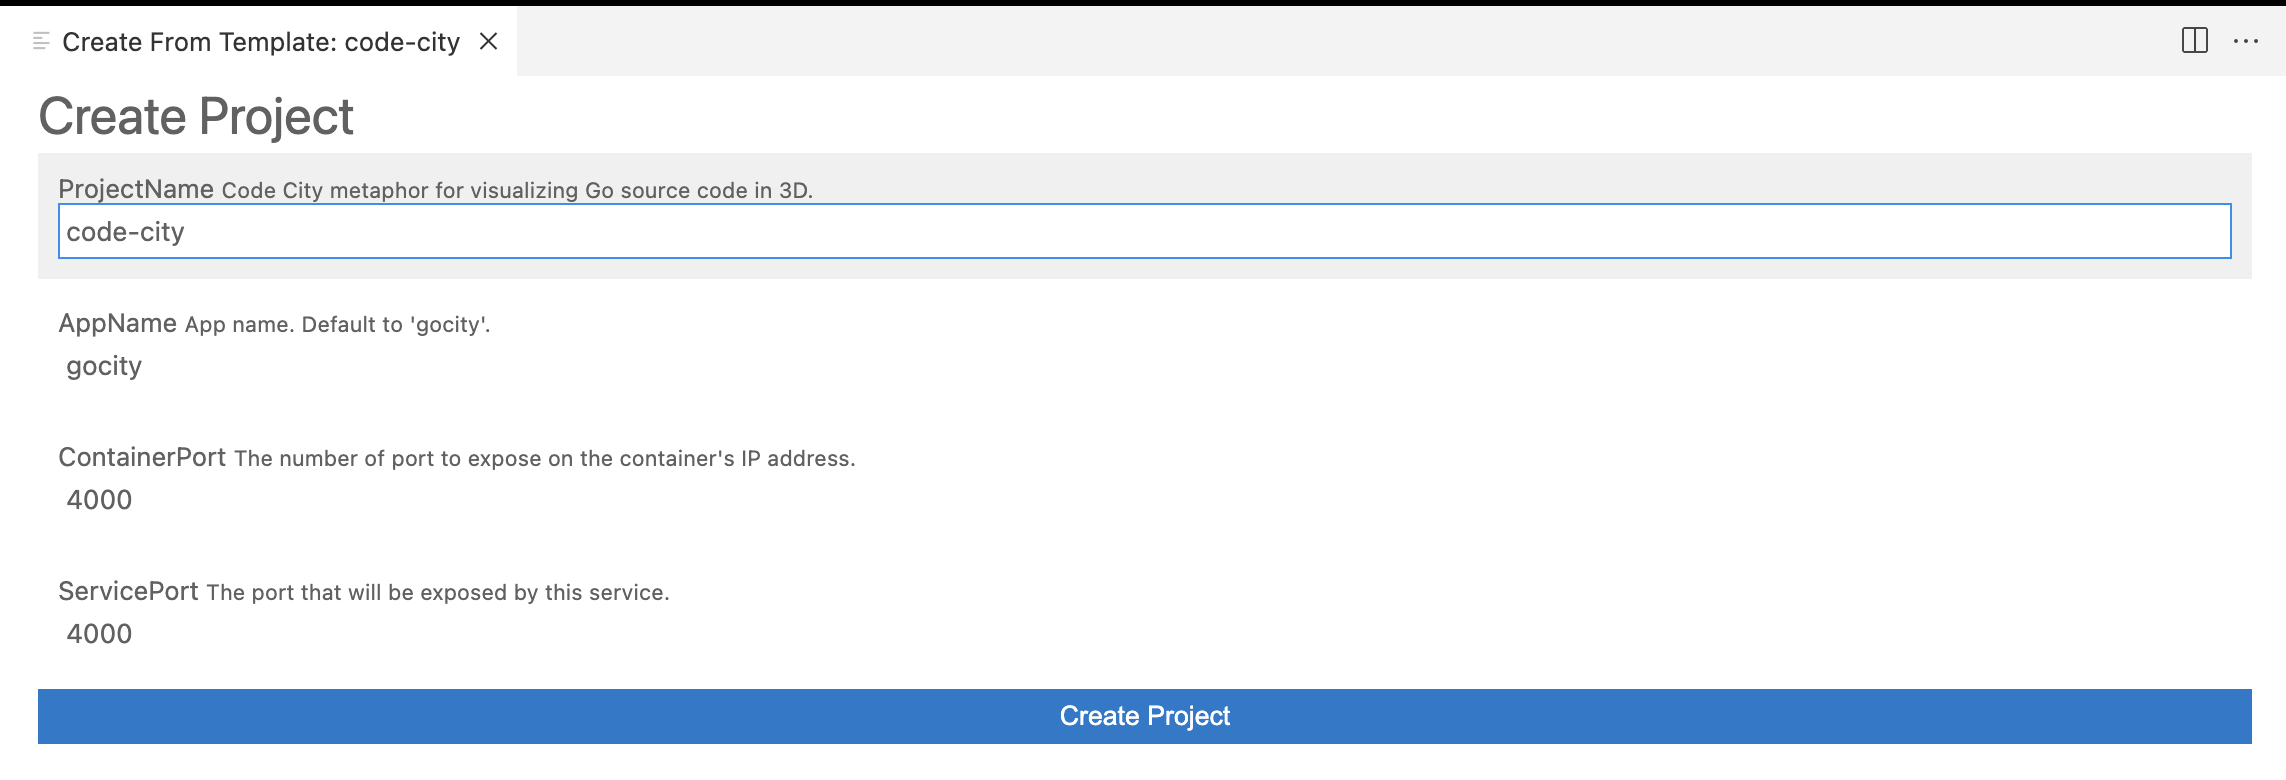 Create From Template: code-city
Create Project
ProjectName Code City metaphor for visualizing Go source code in 3D.
code-city
AppName App name. Default to 'gocity'.
gocity
ContainerPort The number of port to expose on the container's IP address.
4000
ServicePort The port that will be exposed by this service.
4000
Create Project